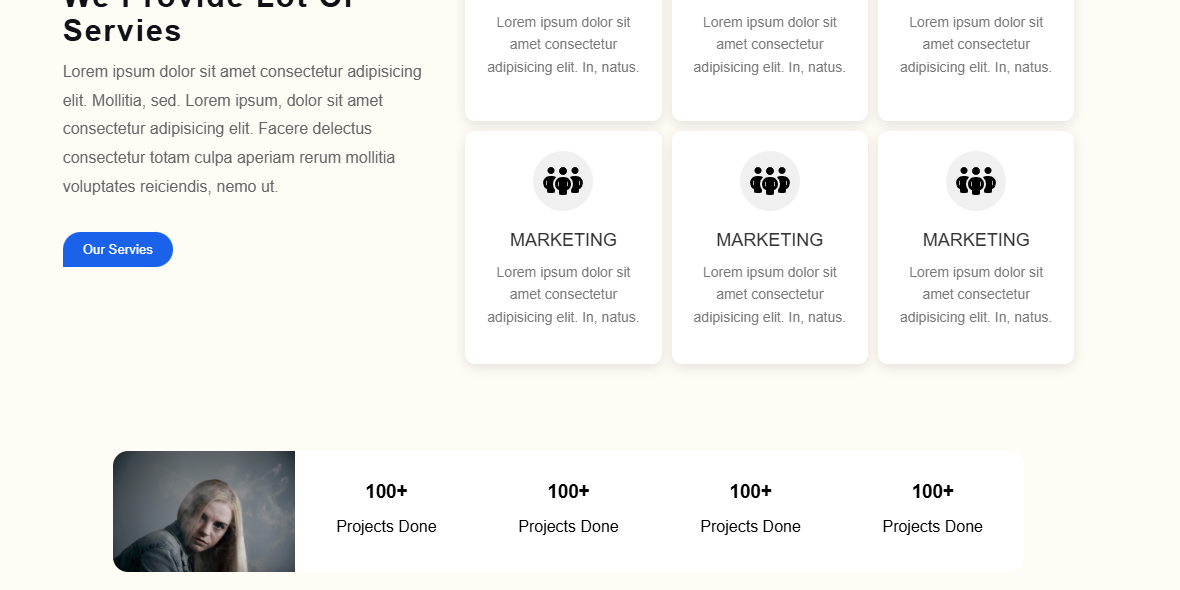 We Provide Lot Of
Servies
Lorem ipsum dolor sit amet consectetur adipisicing
elit. Mollitia, sed. Lorem ipsum, dolor sit amet
consectetur adipisicing elit. Facere delectus
consectetur totam culpa aperiam rerum mollitia
voluptates reiciendis, nemo ut.
Our Servies
Lorem ipsum dolor sit
amet consectetur
adipisicing elit. In, natus.
Lorem ipsum dolor sit
amet consectetur
adipisicing elit. In, natus.
Lorem ipsum dolor sit
amet consectetur
adipisicing elit. In, natus.
MARKETING
Lorem ipsum dolor sit
amet consectetur
adipisicing elit. In, natus.
MARKETING
Lorem ipsum dolor sit
amet consectetur
adipisicing elit. In, natus.
MARKETING
Lorem ipsum dolor sit
amet consectetur
adipisicing elit. In, natus.
100+
Projects Done
100+
Projects Done
100+
Projects Done
100+
Projects Done